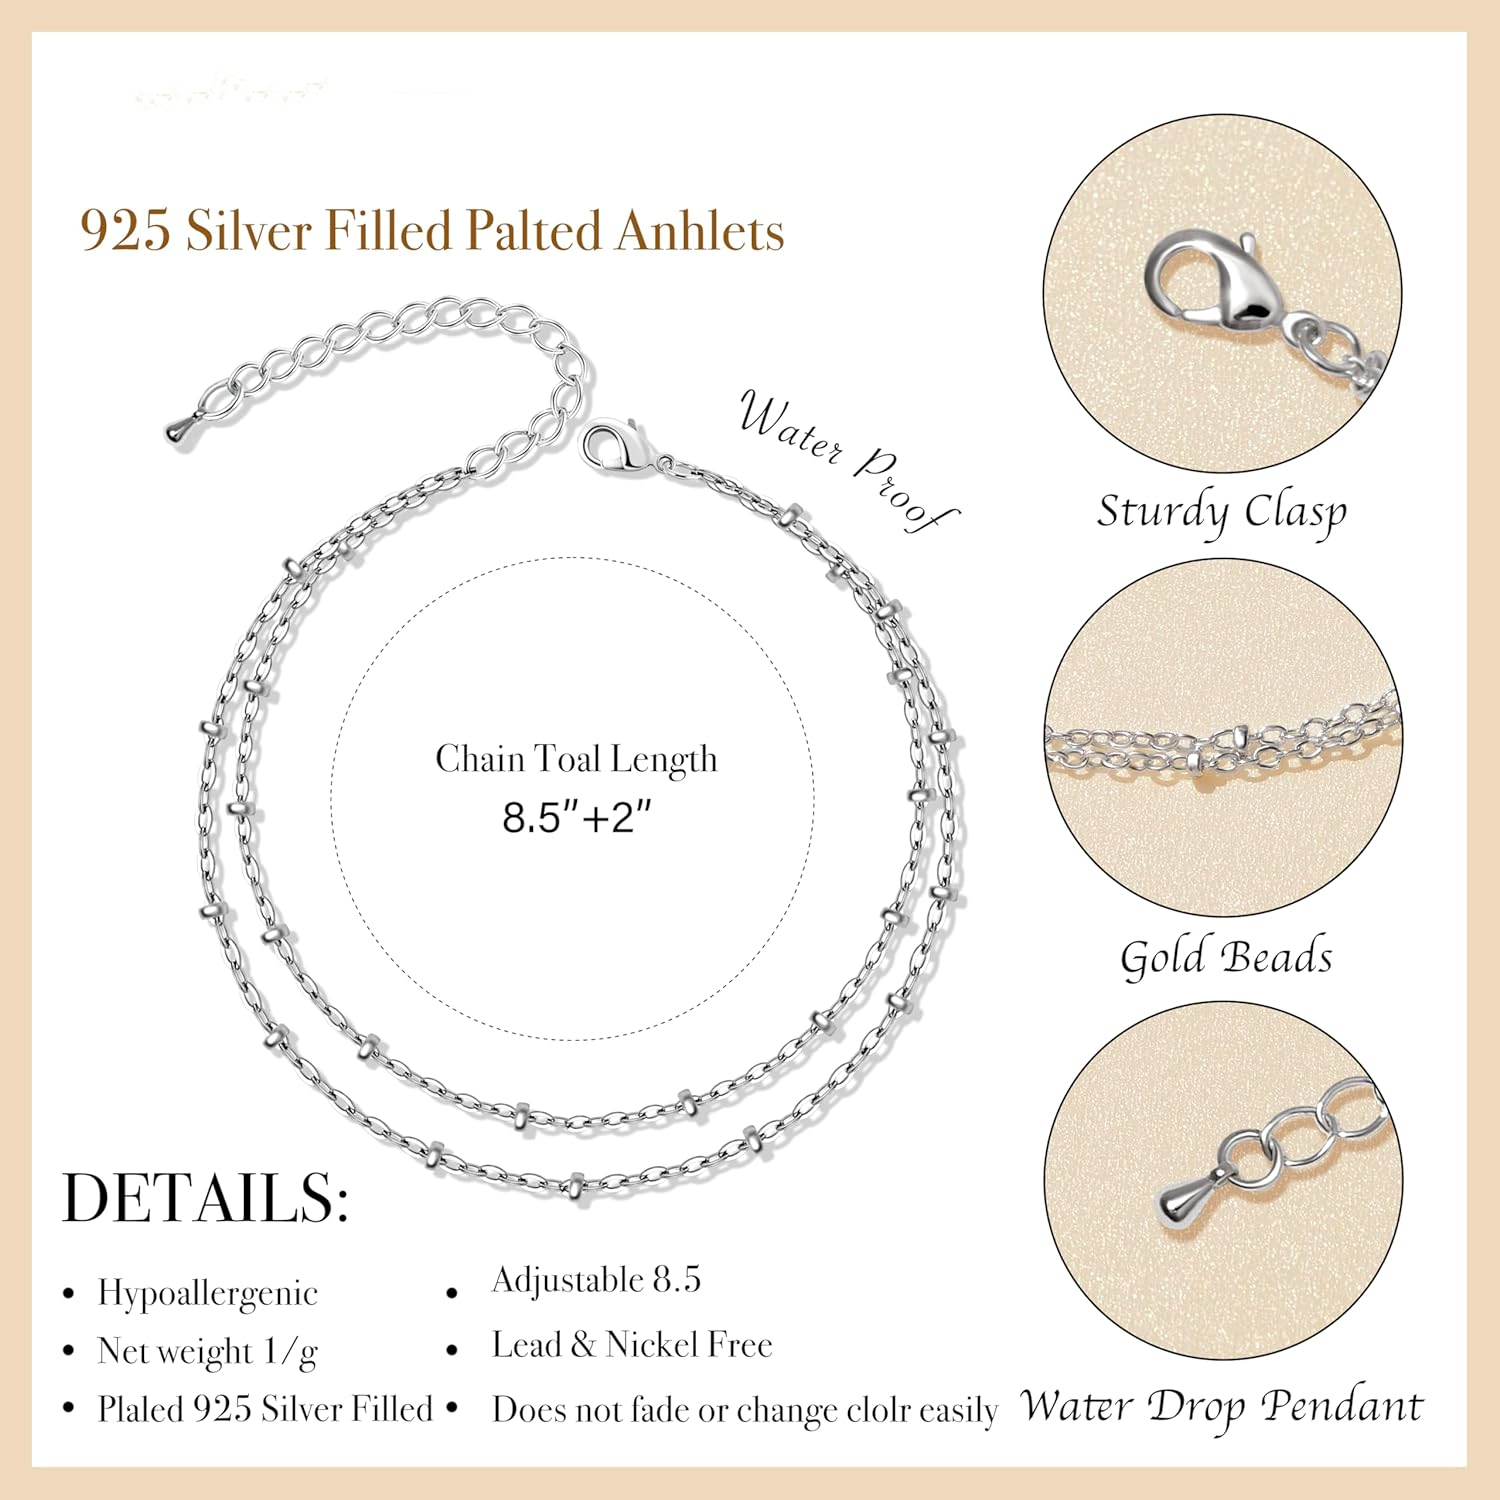 925 Silver Filled Palted Anhlets
Water Proof
Chain Toal Length
8.5"+2"
Sturdy Clasp
Gold Beads
Water Drop Pendant
DETAILS:
• Hypoallergenic
• Net weight 1/g
• Plaled 925 Silver Filled
• Adjustable 8.5
• Lead & Nickel Free
• Does not fade or change clolr easily